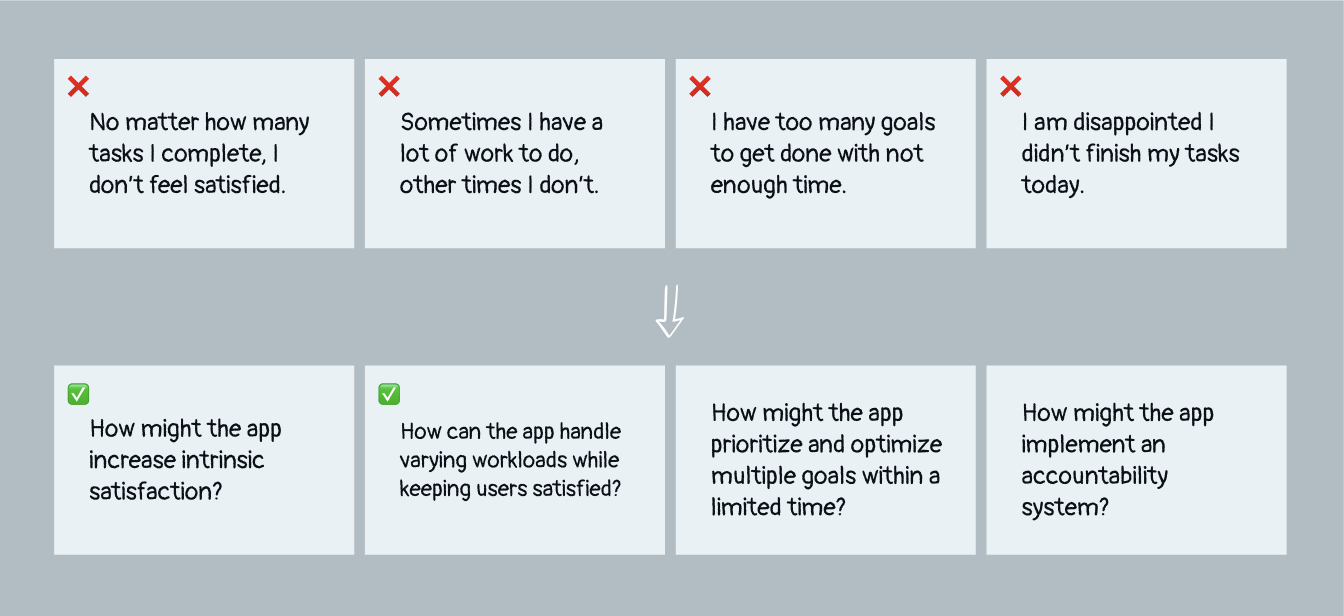 No matter how many
tasks I complete, I
don't feel satisfied.
Sometimes I have a
lot of work to do,
other times I don't.
I have too many goals
to get done with not
enough time.
I am disappointed I
didn't finish my tasks
today.
How might the app
increase intrinsic
satisfaction?
How can the app handle
varying workloads while
keeping users satisfied?
How might the app
prioritize and optimize
multiple goals within a
limited time?
How might the app
implement an
accountability
system?